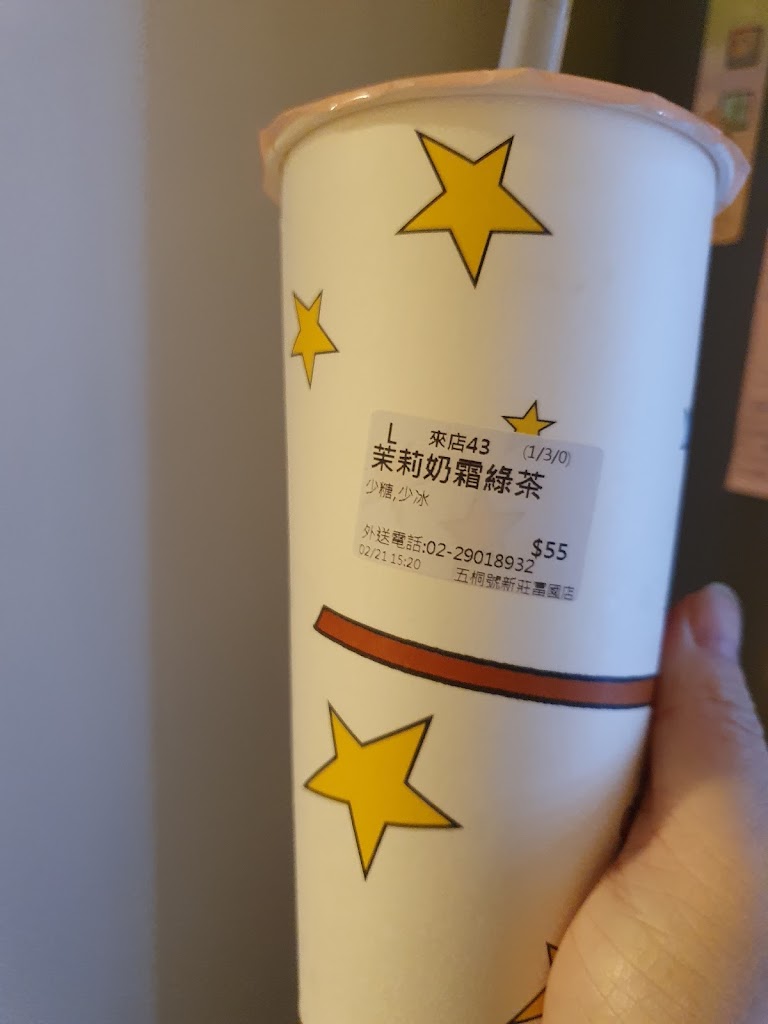 L 來店43 (1/3/0)
茉莉奶霜綠茶
少糖,少冰
$55
外送電話:02-29018932
02/21 15:20 五桐號新莊富國店